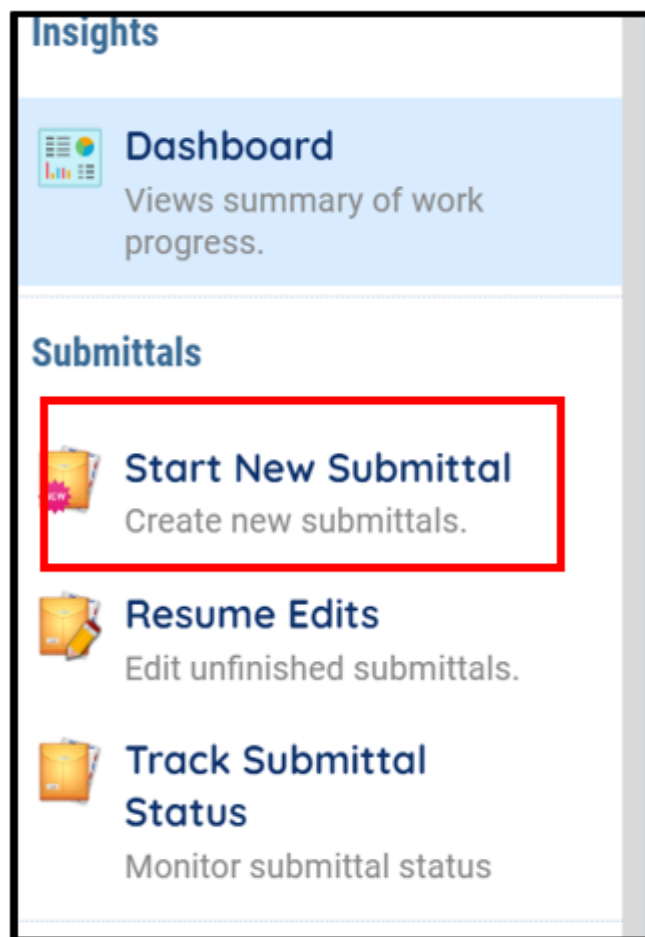 Insights
Dashboard
Views summary of work
progress.
Submittals
Start New Submittal
NEW
Create new submittals.
Resume Edits
Edit unfinished submittals.
Track Submittal
Status
Monitor submittal status